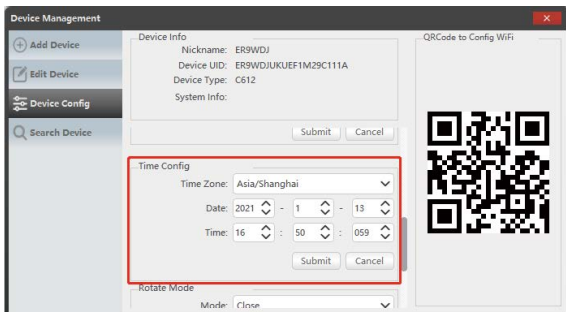 Device Management
Add Device
Edit Device
Device Config
Search Device
Device Info
Nickname: ER9WDJ
Device UID: ER9WDJUKUEF1M29C111A
Device Type: C612
System Info:
Submit Cancel
Time Config
Time Zone: Asia/Shanghai
Date: 2021 - 1 - 13
Time: 16 : 50 : 059
Submit Cancel
Rotate Mode
Mode: Close
QRCode to Config WiFi